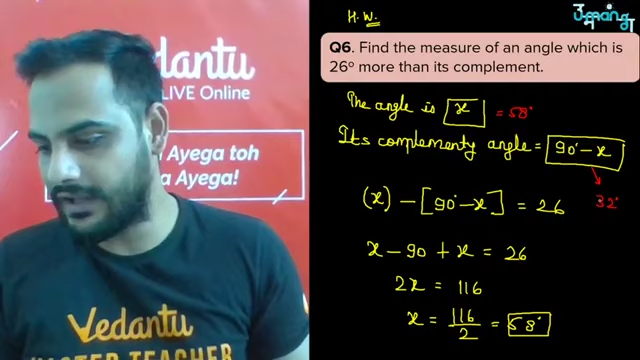 H.W.
उमंग
Q6. Find the measure of an angle which is
26° more than its complement.
The angle is x = 58°
Its complementy angle = 90° - x
32°
(x) - [90° - x] = 26
x - 90 + x = 26
2x = 116
x = 116/2 = 58°
edantu
LIVE Online
Ayega toh
a Ayega!
Vedantu
MASTER TEACHER